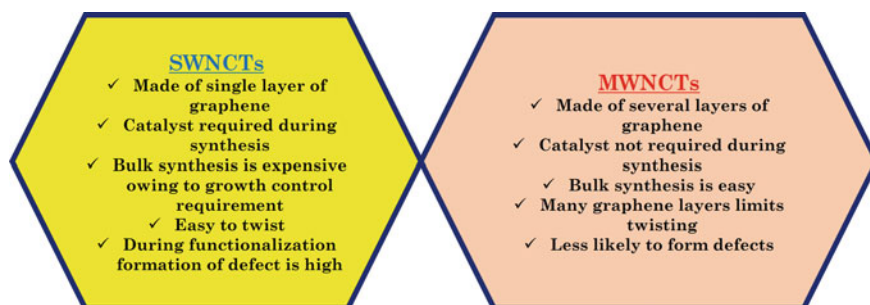 SWNCTs
✓ Made of single layer of
graphene
✓ Catalyst required during
synthesis
✓ Bulk synthesis is expensive
owing to growth control
requirement
✓ Easy to twist
✓ During functionalization
formation of defect is high
MWNCTs
✓ Made of several layers of
graphene
✓ Catalyst not required during
synthesis
✓ Bulk synthesis is easy
✓ Many graphene layers limits
twisting
✓ Less likely to form defects